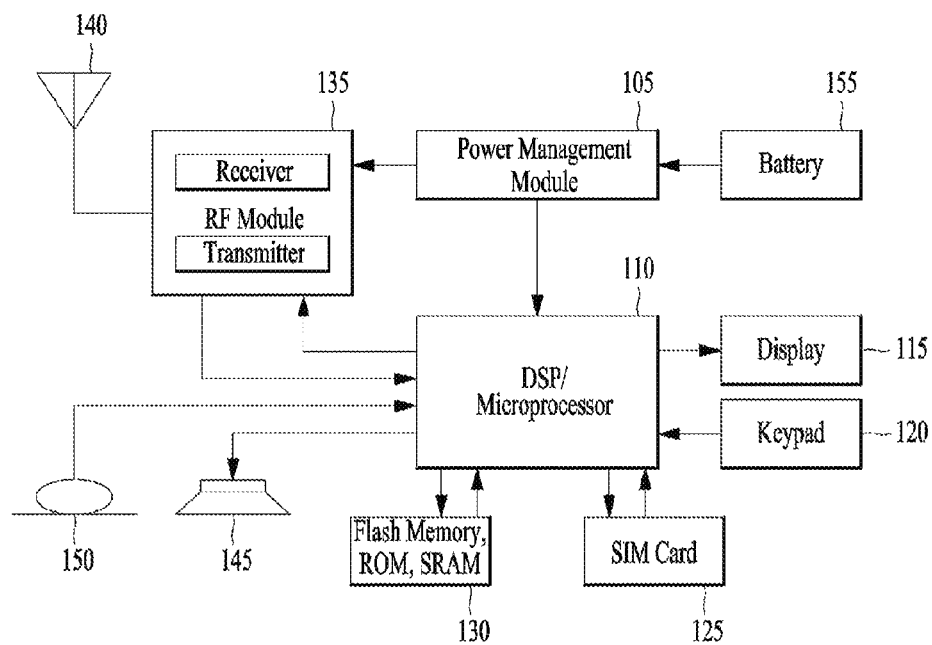 140
135
105
155
Receiver
RF Module
Transmitter
Power Management
Module
Battery
110
DSP/
Microprocessor
Display
115
Keypad
120
150
145
Flash Memory,
ROM, SRAM
130
SIM Card
125